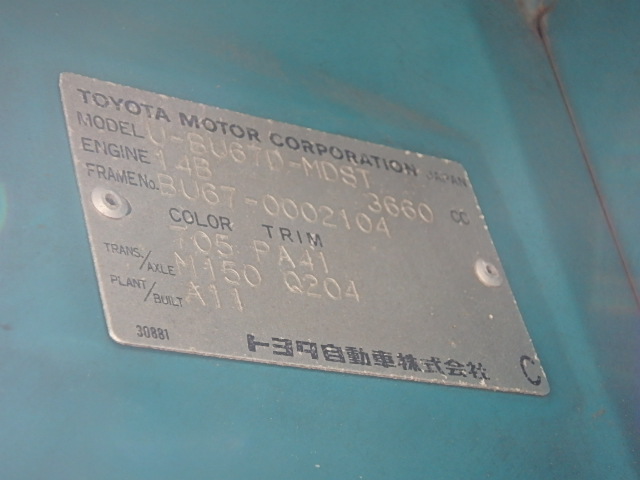 TOYOTA MOTOR CORPORATION JAPAN
MODEL U-BU67D-MDST
ENGINE 14B 3660 CC
FRAME No. BU67-0002104
COLOR TRIM
705 PA41
TRANS./AXLE M150 Q204
PLANT/BUILT A11
30881
トヨタ自動車株式会社 C